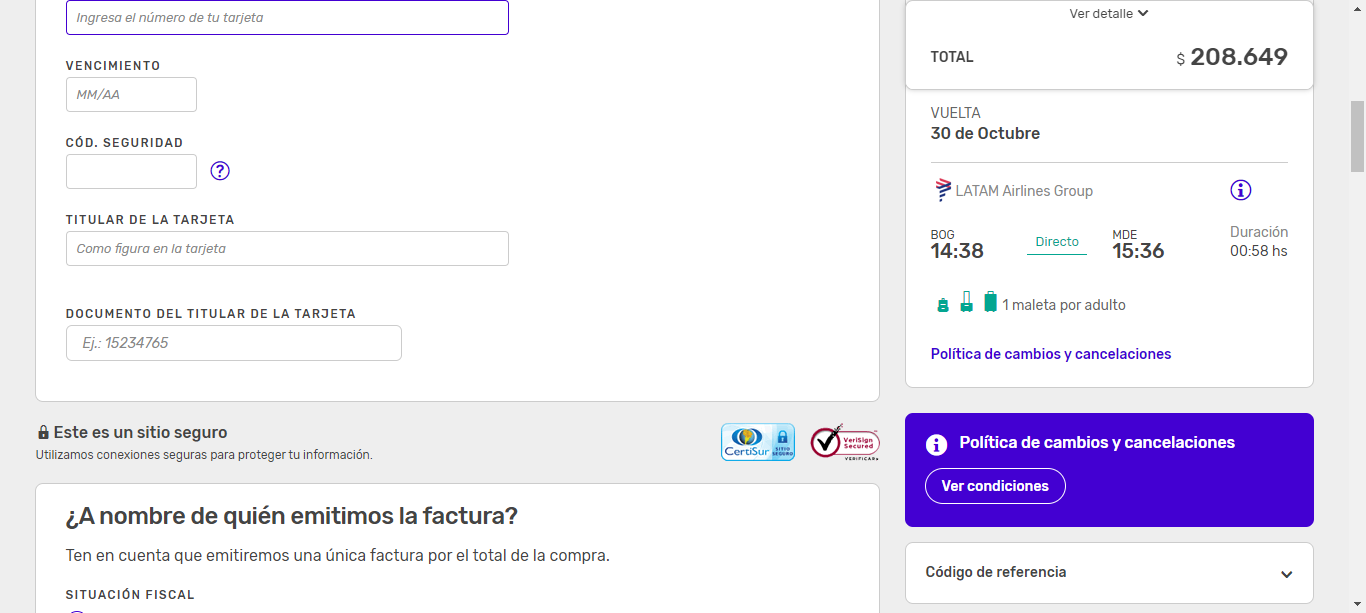 Ingresa el número de tu tarjeta
VENCIMIENTO
MM/AA
CÓD. SEGURIDAD
?
TITULAR DE LA TARJETA
Como figura en la tarjeta
DOCUMENTO DEL TITULAR DE LA TARJETA
Ej.: 15234765
Este es un sitio seguro
Utilizamos conexiones seguras para proteger tu información.
CertiSur SITIO SEGURO
VeriSign Secured
VERIFICAR
¿A nombre de quién emitimos la factura?
Ten en cuenta que emitiremos una única factura por el total de la compra.
SITUACIÓN FISCAL
Ver detalle
TOTAL $ 208.649
VUELTA
30 de Octubre
LATAM Airlines Group
BOG Directo MDE Duración
14:38 15:36 00:58 hs
1 maleta por adulto
Política de cambios y cancelaciones
Política de cambios y cancelaciones
Ver condiciones
Código de referencia